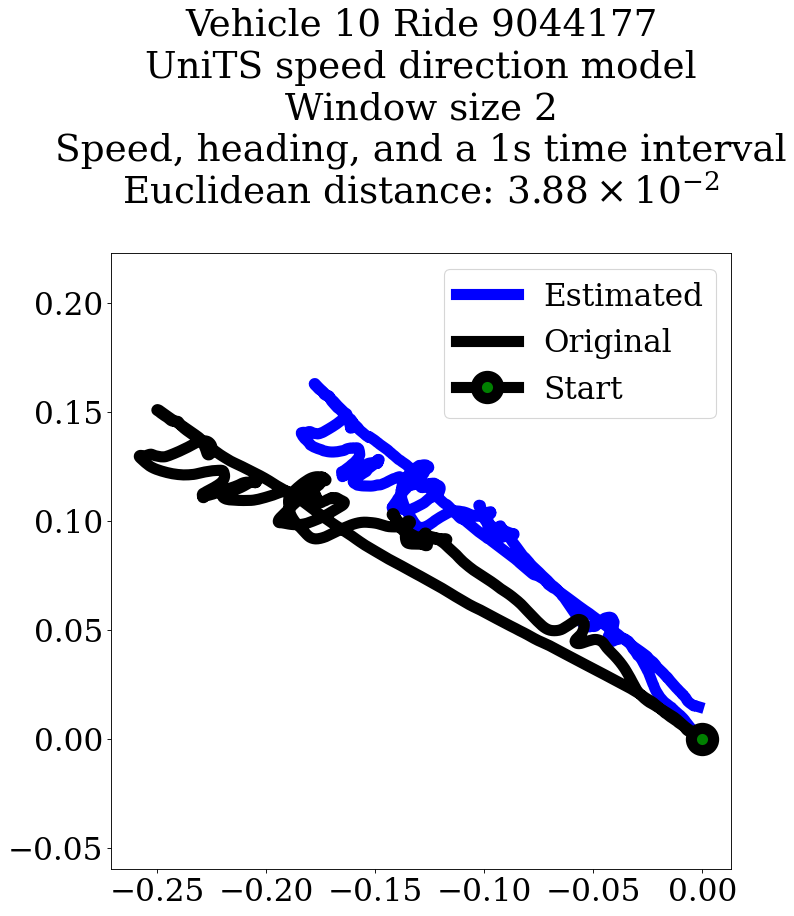 Vehicle 10 Ride 9044177
UniTS speed direction model
Window size 2
Speed, heading, and a 1s time interval
Euclidean distance: 3.88 × 10⁻²
Estimated
Original
Start
0.20
0.15
0.10
0.05
0.00
−0.05
−0.25 −0.20 −0.15 −0.10 −0.05 0.00